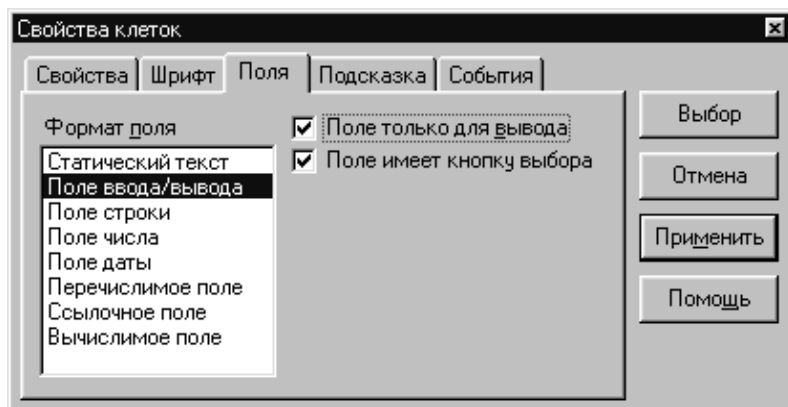 Свойства клеток
Свойства Шрифт Поля Подсказка События
Формат поля
Статический текст
Поле ввода/вывода
Поле строки
Поле числа
Поле даты
Перечислимое поле
Ссылочное поле
Вычислимое поле
Поле только для вывода
Поле имеет кнопку выбора
Выбор
Отмена
Применить
Помощь